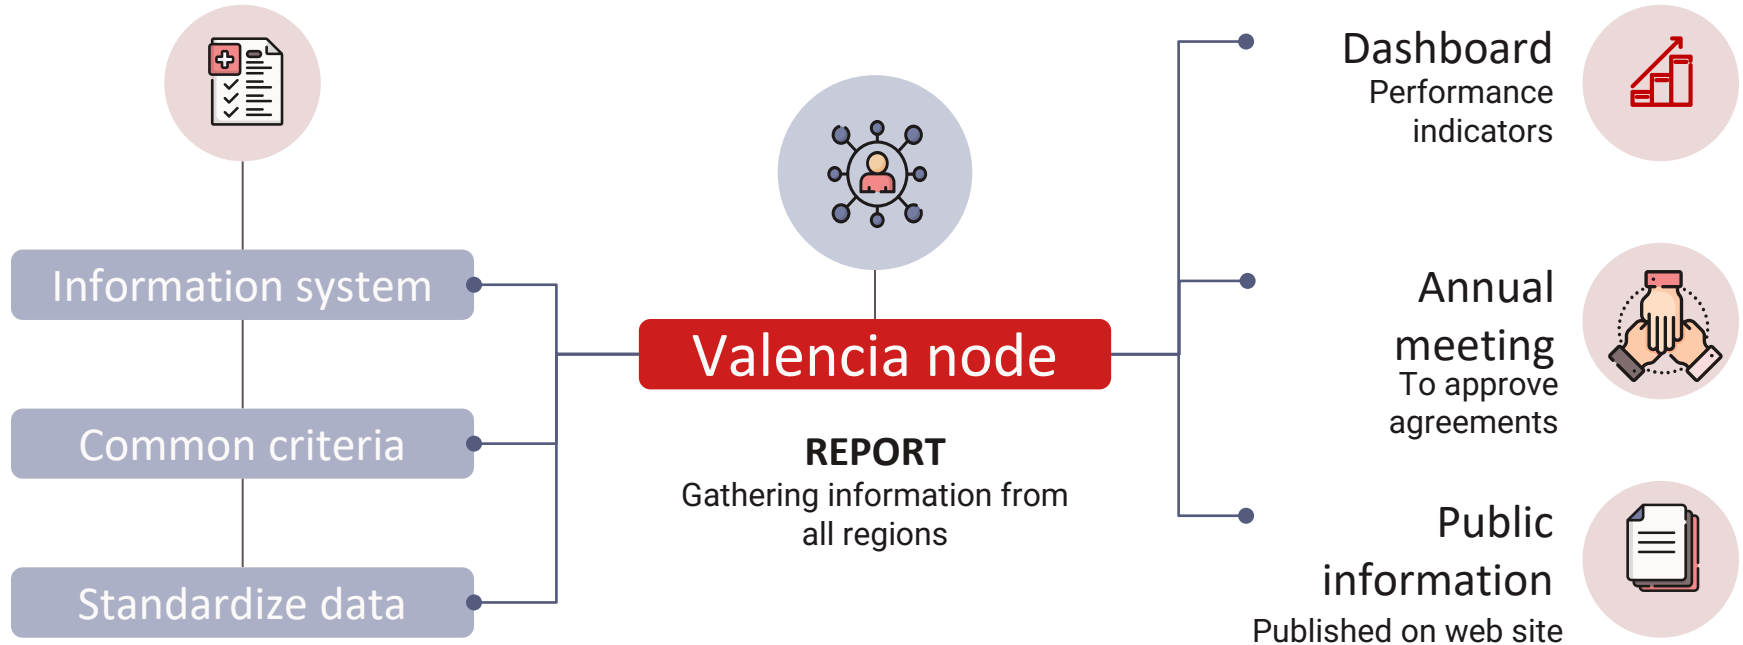 Information system
Common criteria
Standardize data
Valencia node
REPORT
Gathering information from
all regions
Dashboard
Performance
indicators
Annual
meeting
To approve
agreements
Public
information
Published on web site